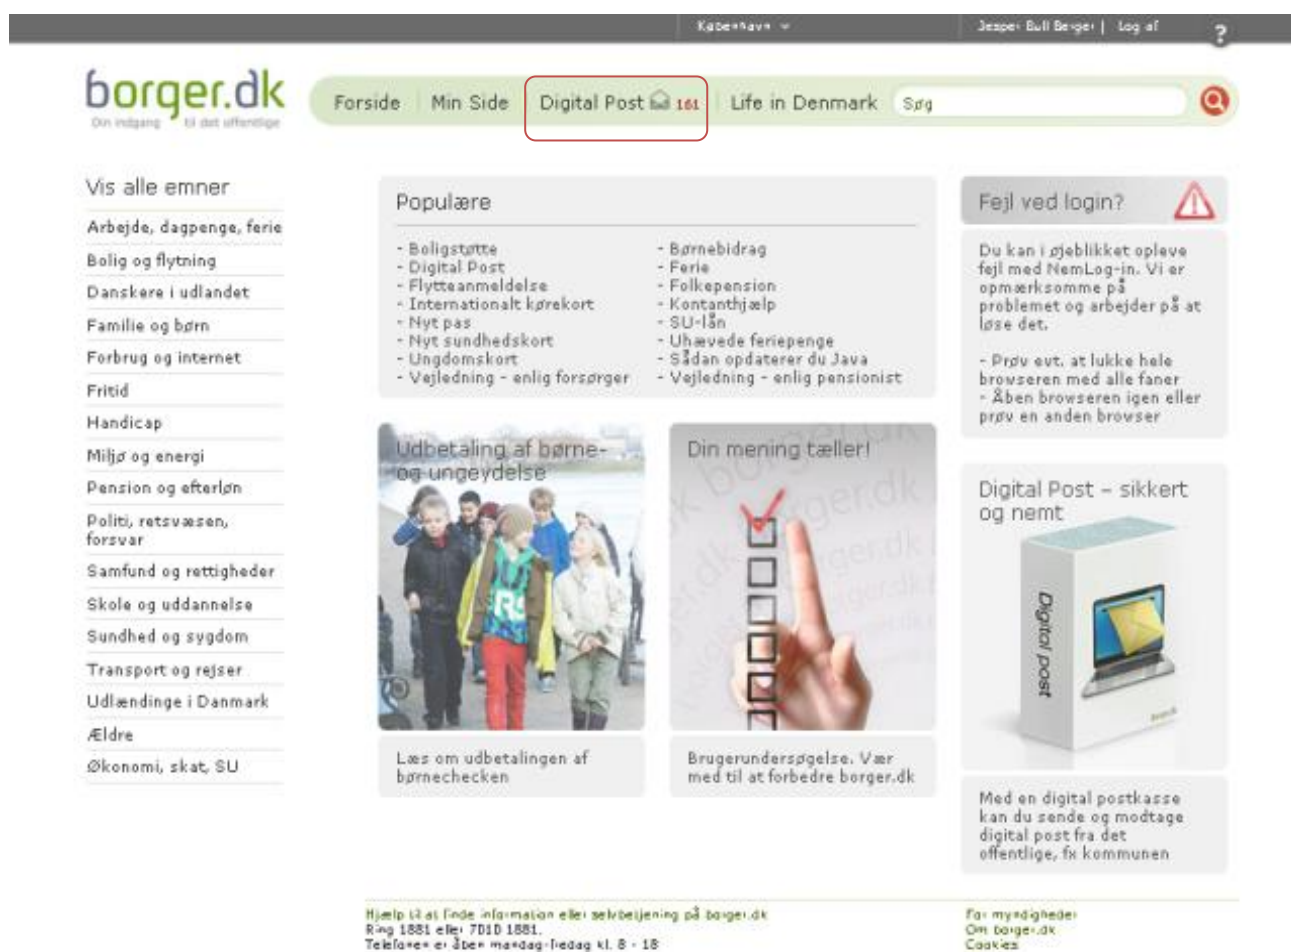 København
Jesper Bull Berger | Log af
?
borger.dk
Din indgang til det offentlige
Forside
Min Side
Digital Post 161
Life in Denmark
Søg
Vis alle emner
Arbejde, dagpenge, ferie
Bolig og flytning
Danskere i udlandet
Familie og børn
Forbrug og internet
Fritid
Handicap
Miljø og energi
Pension og efterløn
Politi, retsvæsen,
forsvar
Samfund og rettigheder
Skole og uddannelse
Sundhed og sygdom
Transport og rejser
Udlændinge i Danmark
Ældre
Økonomi, skat, SU
Populære
- Boligstøtte
- Digital Post
- Flytteanmeldelse
- Internationalt kørekort
- Nyt pas
- Nyt sundhedskort
- Ungdomskort
- Vejledning - enlig forsørger
- Børnebidrag
- Ferie
- Folkepension
- Kontanthjælp
- SU-lån
- Uhævede feriepenge
- Sådan opdaterer du Java
- Vejledning - enlig pensionist
Udbetaling af børne-
og ungeydelse
RS
Læs om udbetalingen af
børnechecken
Din mening tæller!
borger.dk
borger.dk
Brugerundersøgelse. Vær
med til at forbedre borger.dk
Fejl ved login?
Du kan i øjeblikket opleve
fejl med NemLog-in. Vi er
opmærksomme på
problemet og arbejder på at
løse det.
- Prøv evt. at lukke hele
browseren med alle faner
- Åben browseren igen eller
prøv en anden browser
Digital Post – sikkert
og nemt
Digital post
Med en digital postkasse
kan du sende og modtage
digital post fra det
offentlige, fx kommunen
Hjælp til at finde information eller selvbetjening på borger.dk
Ring 1881 eller 7010 1881.
Telefonen er åben mandag-fredag kl. 8 - 18
For myndigheder
Om borger.dk
Cookies